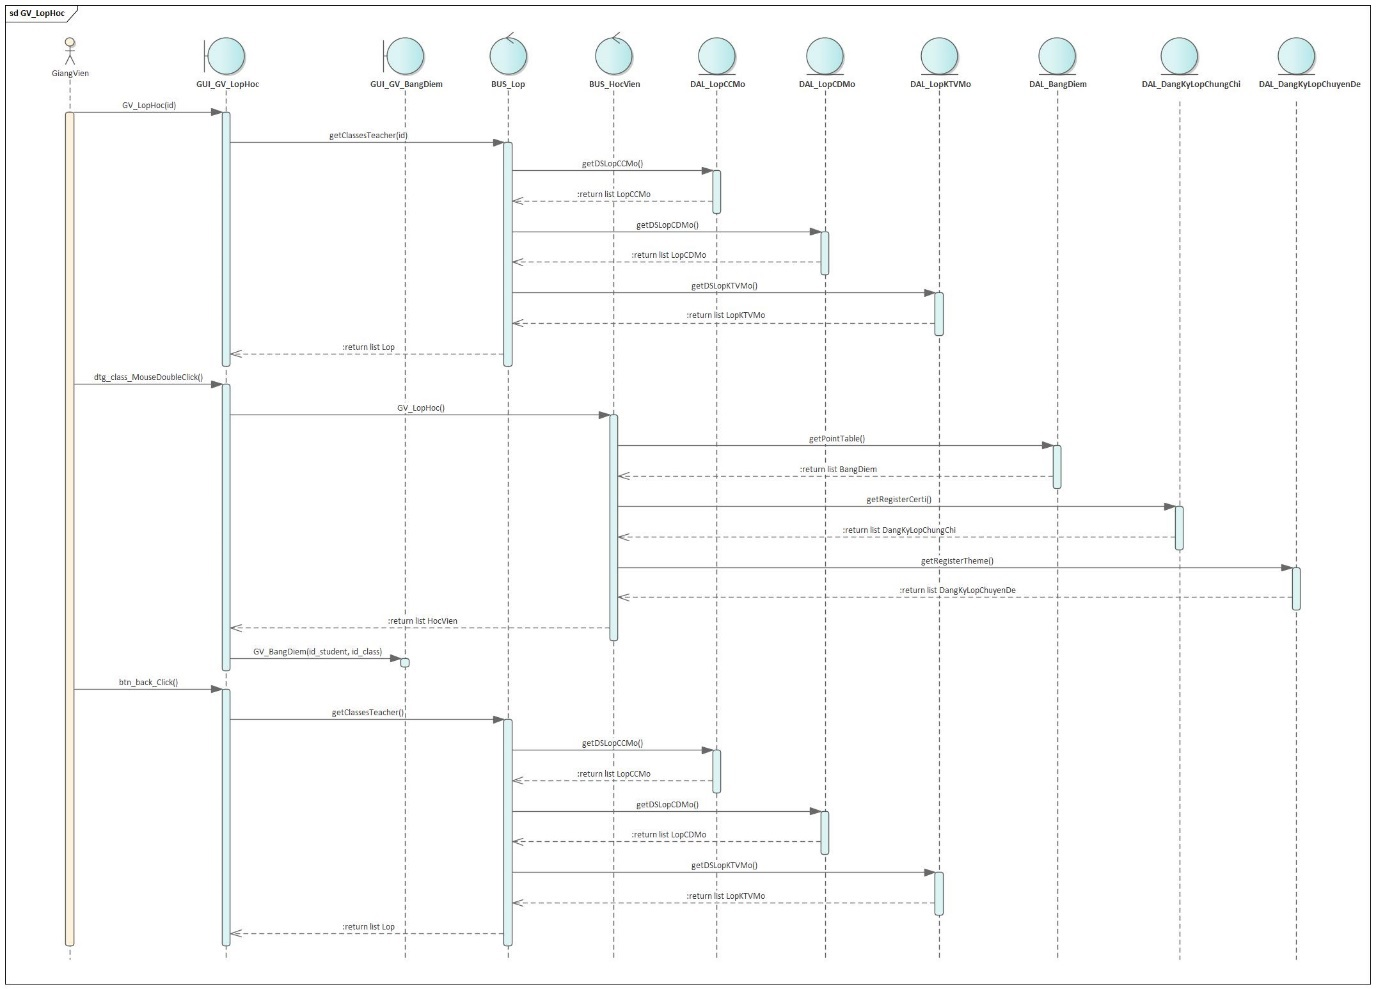 sd GV_LopHoc
GiangVien
GUI_GV_LopHoc
GUI_GV_BangDiem
BUS_Lop
BUS_HocVien
DAL_LopCCMo
DAL_LopCDMo
DAL_LopKTVMo
DAL_BangDiem
DAL_DangKyLopChungChi
DAL_DangKyLopChuyenDe
GV_LopHoc(id)
getClassesTeacher(id)
getDSLopCCMo()
:return list LopCCMo
getDSLopCDMo()
:return list LopCDMo
getDSLopKTVMo()
:return list LopKTVMo
:return list Lop
dtg_class_MouseDoubleClick()
GV_LopHoc()
getPointTable()
:return list BangDiem
getRegisterCerti()
:return list DangKyLopChungChi
getRegisterTheme()
:return list DangKyLopChuyenDe
:return list HocVien
GV_BangDiem(id_student, id_class)
btn_back_Click()
getClassesTeacher()
getDSLopCCMo()
:return list LopCCMo
getDSLopCDMo()
:return list LopCDMo
getDSLopKTVMo()
:return list LopKTVMo
:return list Lop